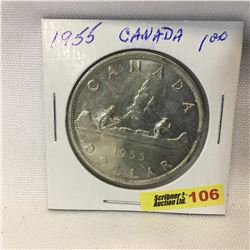 1955 CANADA 1.00
CANADA
1955
DOLLAR
Scribner
Auction Ltd. 106